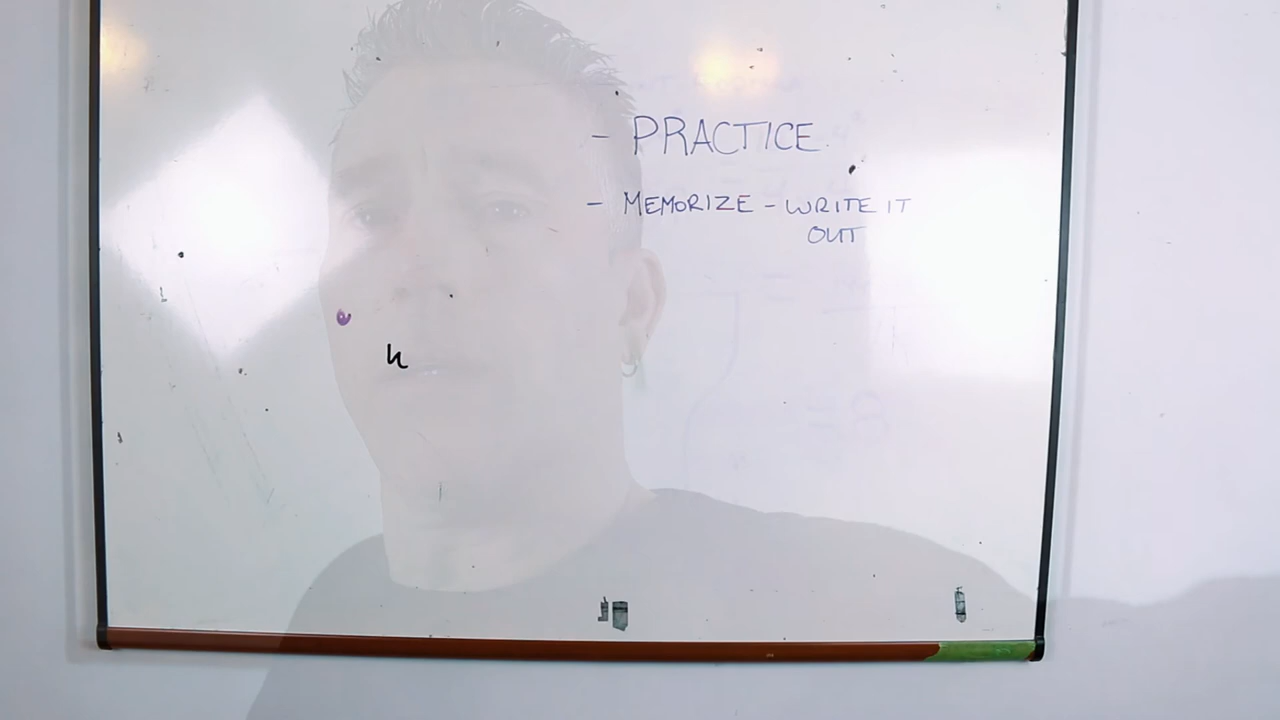 - PRACTICE.
- MEMORIZE - WRITE IT
OUT